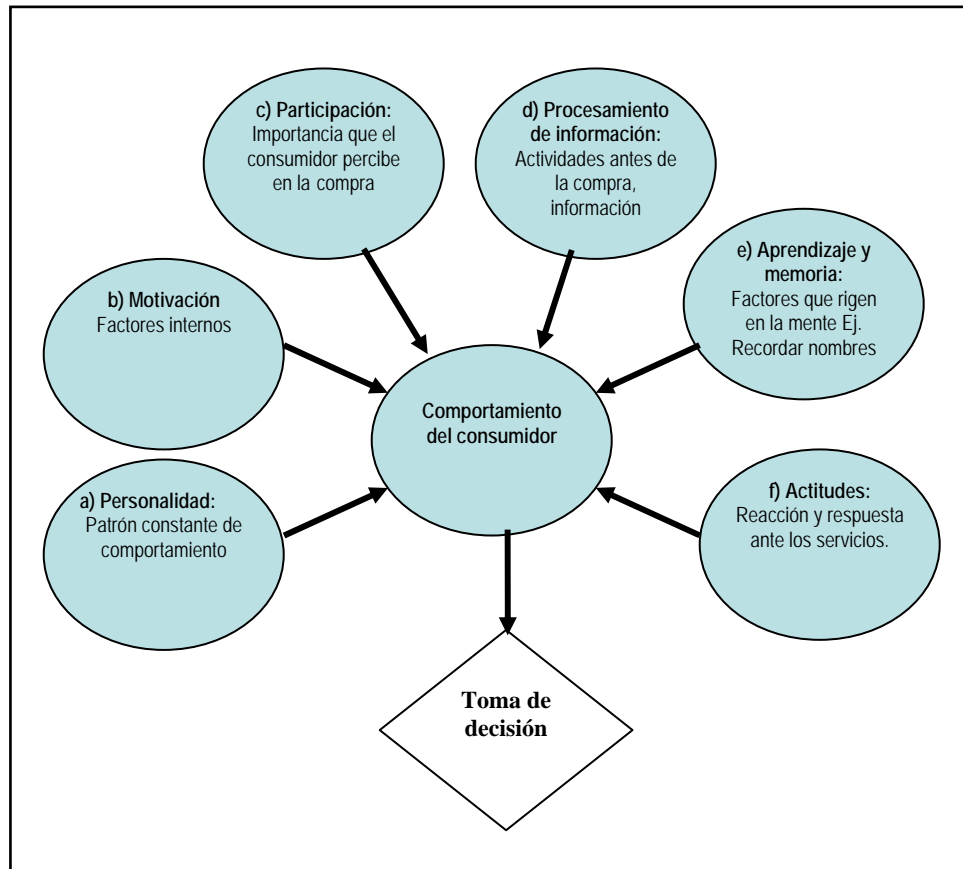 c) Participación:
Importancia que el
consumidor percibe
en la compra
d) Procesamiento
de información:
Actividades antes de
la compra,
información
e) Aprendizaje y
memoria:
Factores que rigen
en la mente Ej.
Recordar nombres
b) Motivación
Factores internos
Comportamiento
del consumidor
a) Personalidad:
Patrón constante de
comportamiento
f) Actitudes:
Reacción y respuesta
ante los servicios.
Toma de
decisión